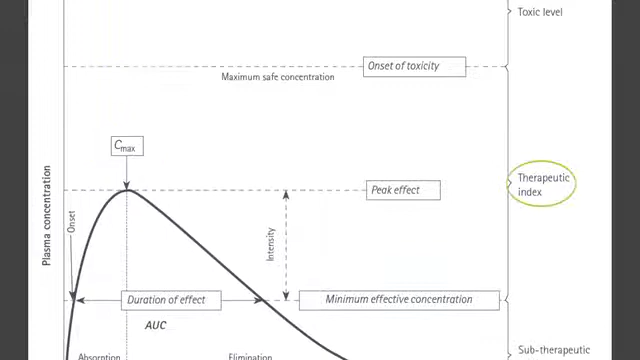 Toxic level
Onset of toxicity
Maximum safe concentration
Cmax
Plasma concentration
Onset
Peak effect
Therapeutic
index
Intensity
Duration of effect
Minimum effective concentration
AUC
Absorption
Elimination
Sub-therapeutic